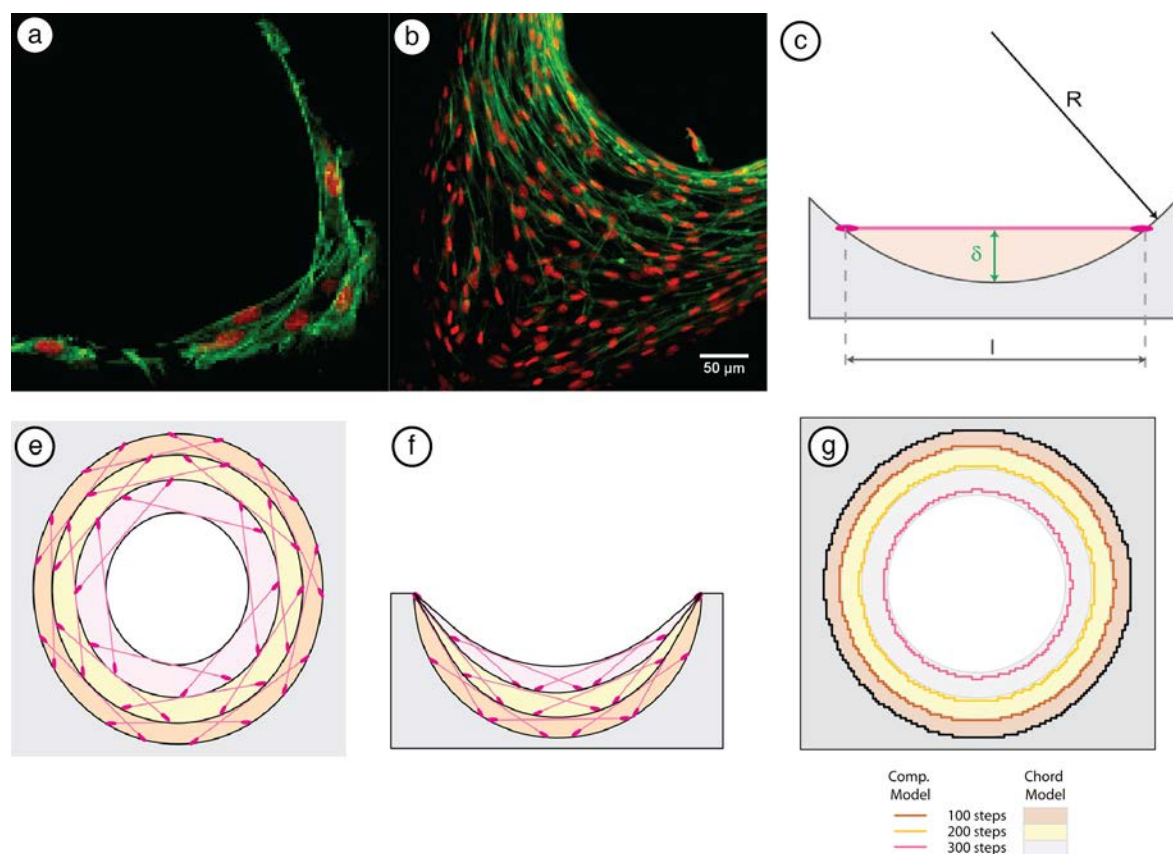 a
b
50 µm
c
R
δ
l
e
f
g
Comp.
Model
Chord
Model
100 steps
200 steps
300 steps